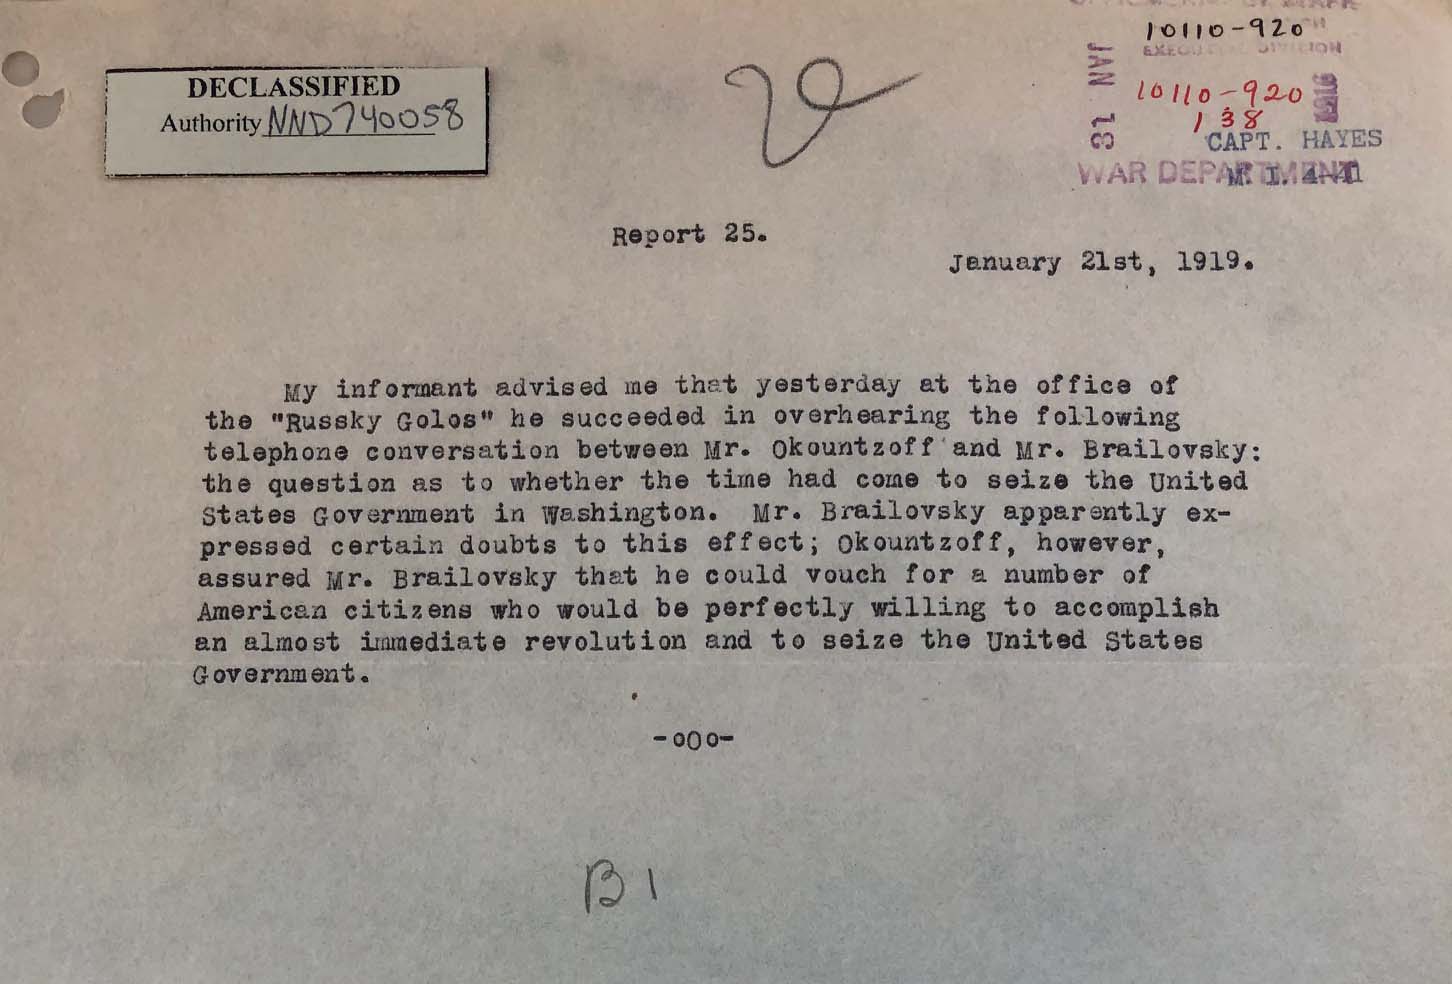 DECLASSIFIED
Authority NND740058
10110-920
EXECUTIVE DIVISION
31 JAN
10110-920
138
CAPT. HAYES
WAR DEPARTMENT
M. I. 4-
Report 25.
January 21st, 1919.
My informant advised me that yesterday at the office of
the "Russky Golos" he succeeded in overhearing the following
telephone conversation between Mr. Okountzoff and Mr. Brailovsky:
the question as to whether the time had come to seize the United
States Government in Washington. Mr. Brailovsky apparently ex-
pressed certain doubts to this effect; Okountzoff, however,
assured Mr. Brailovsky that he could vouch for a number of
American citizens who would be perfectly willing to accomplish
an almost immediate revolution and to seize the United States
Government.
-oOo-
B 1